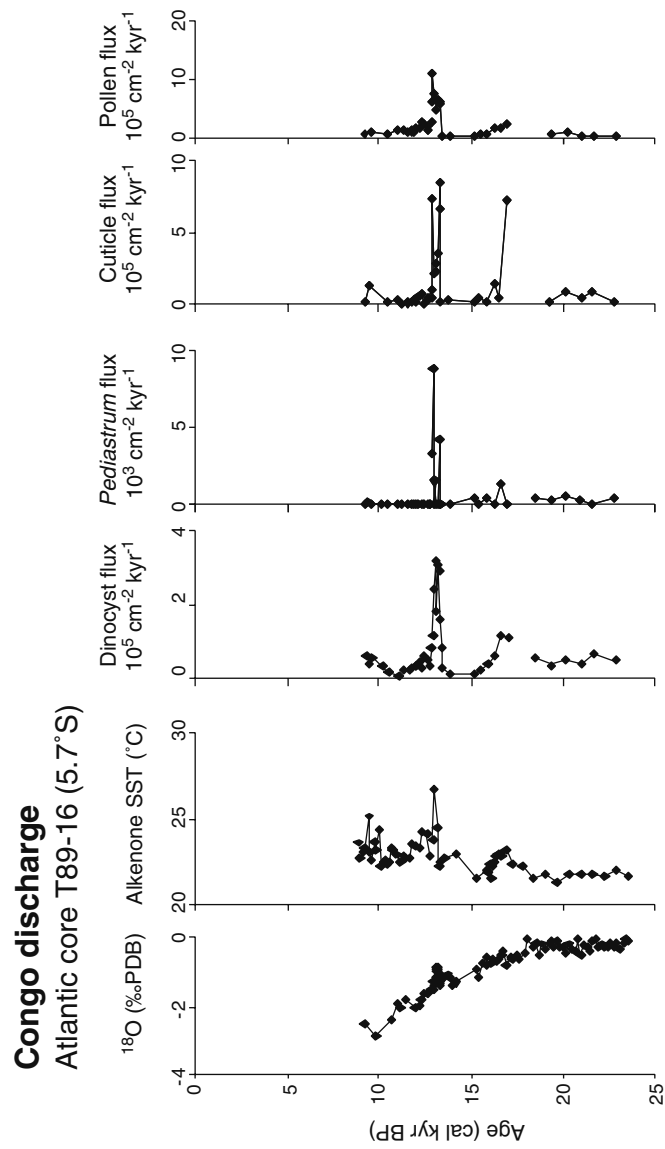 Congo discharge
Atlantic core T89-16 (5.7˚S)
¹⁸O (‰PDB)
-4
-2
0
Alkenone SST (˚C)
20
25
30
Dinocyst flux
10⁵ cm⁻² kyr⁻¹
0
2
4
Pediastrum flux
10³ cm⁻² kyr⁻¹
0
5
10
Cuticle flux
10⁵ cm⁻² kyr⁻¹
0
5
10
Pollen flux
10⁵ cm⁻² kyr⁻¹
0
10
20
Age (cal kyr BP)
0
5
10
15
20
25